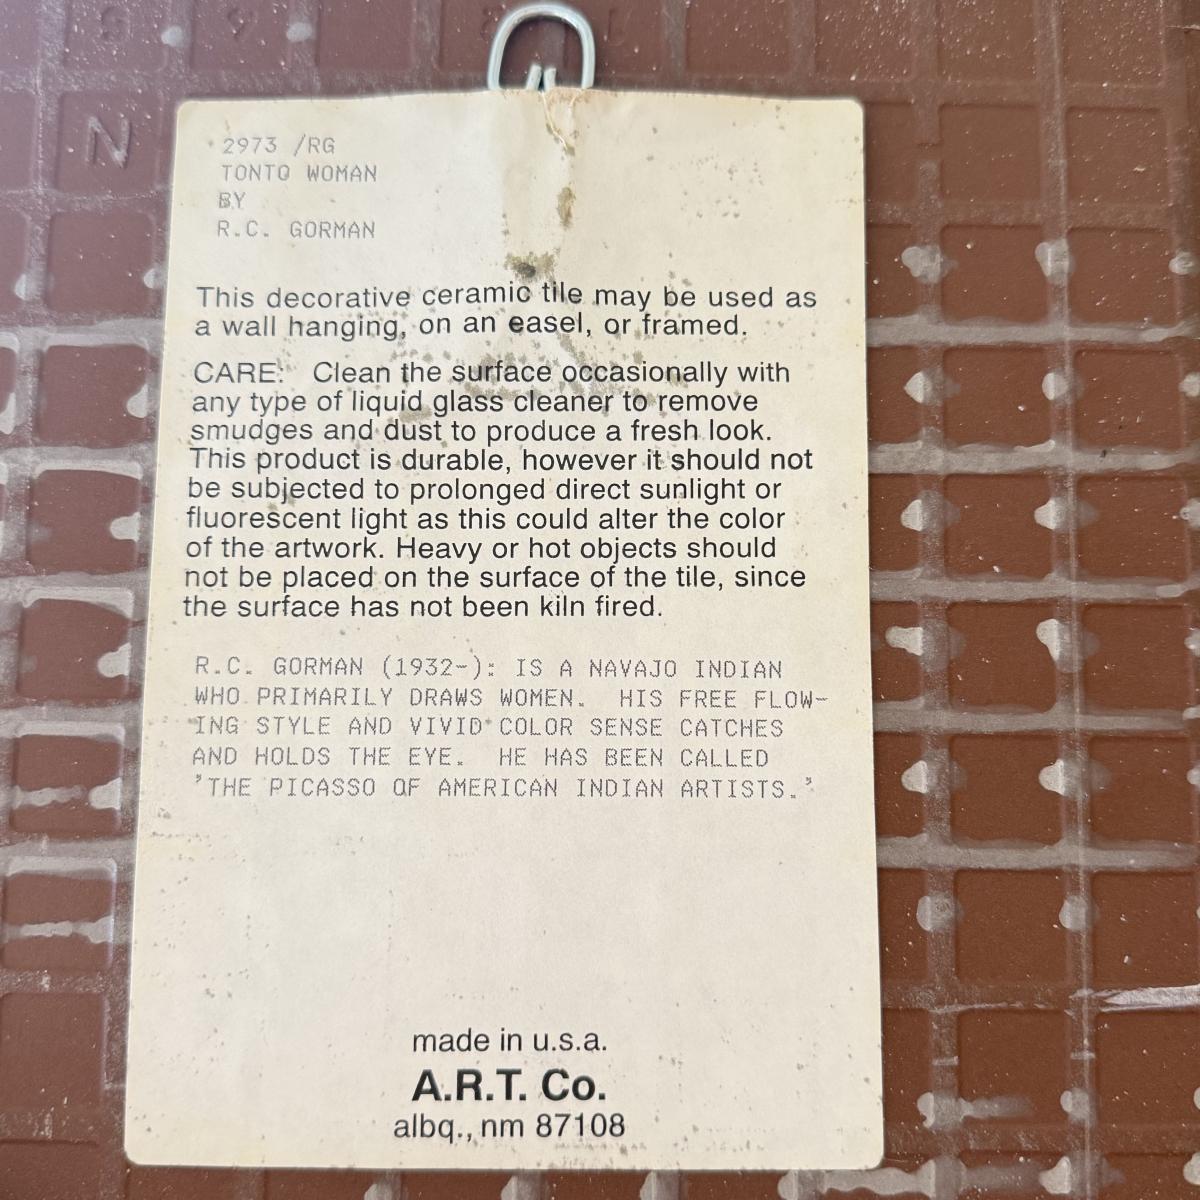 2973 /RG
TONTO WOMAN
BY
R.C. GORMAN
This decorative ceramic tile may be used as
a wall hanging, on an easel, or framed.
CARE: Clean the surface occasionally with
any type of liquid glass cleaner to remove
smudges and dust to produce a fresh look.
This product is durable, however it should not
be subjected to prolonged direct sunlight or
fluorescent light as this could alter the color
of the artwork. Heavy or hot objects should
not be placed on the surface of the tile, since
the surface has not been kiln fired.
R.C. GORMAN (1932-): IS A NAVAJO INDIAN
WHO PRIMARILY DRAWS WOMEN. HIS FREE FLOW-
ING STYLE AND VIVID COLOR SENSE CATCHES
AND HOLDS THE EYE. HE HAS BEEN CALLED
'THE PICASSO OF AMERICAN INDIAN ARTISTS.'
made in u.s.a.
A.R.T. Co.
albq., nm 87108